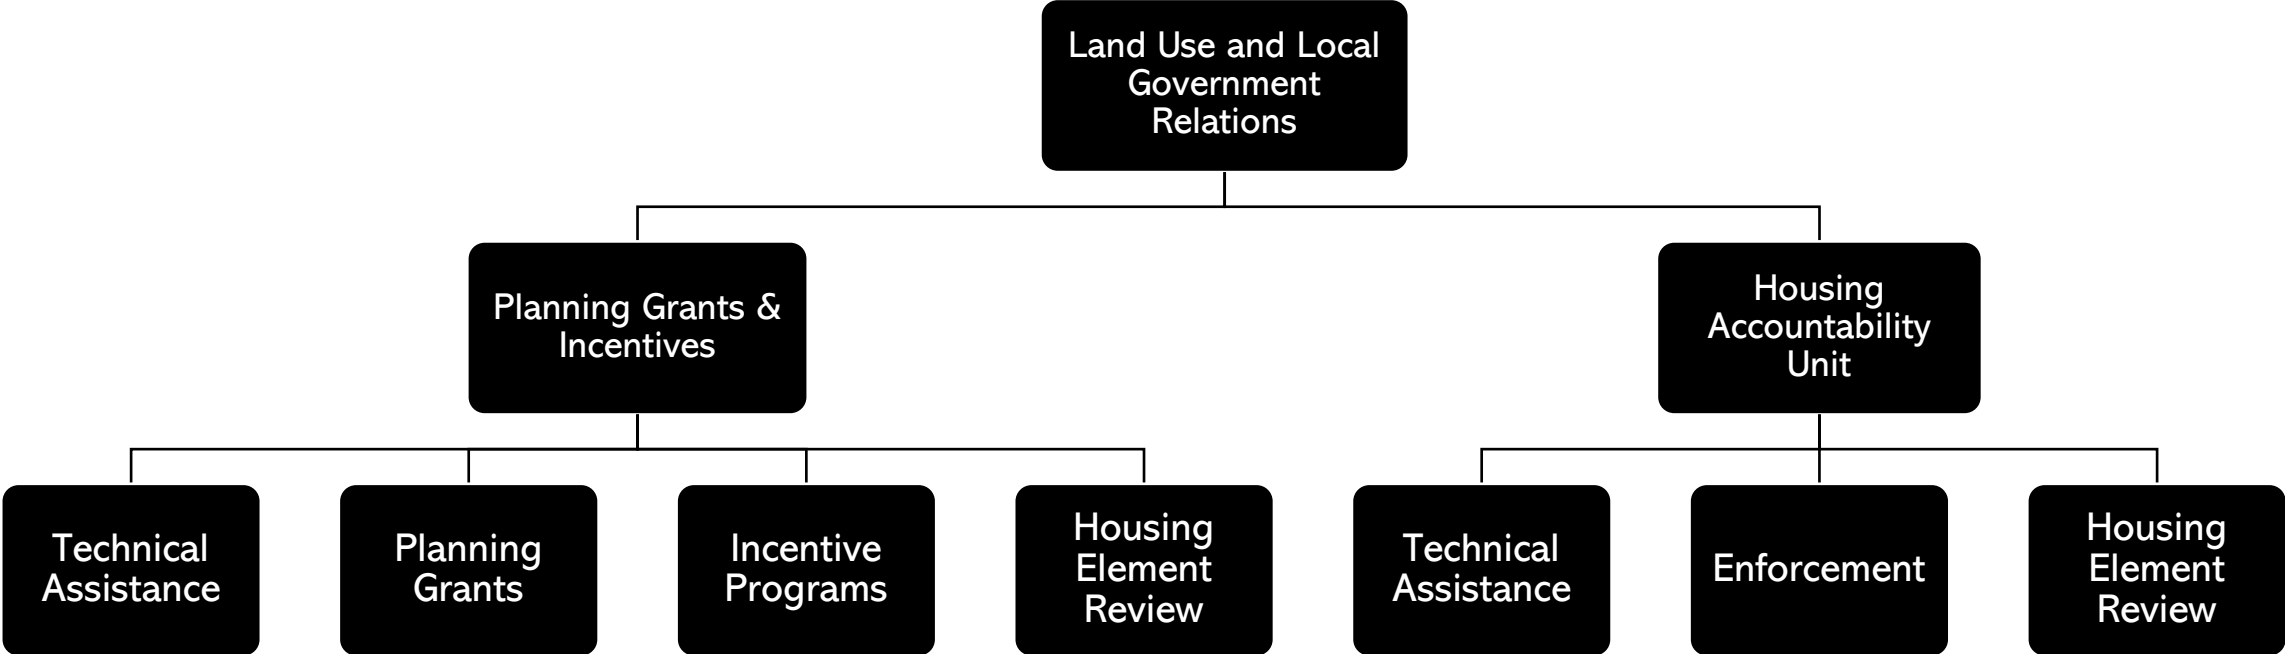 Land Use and Local
Government
Relations
Planning Grants &
Incentives
Housing
Accountability
Unit
Technical
Assistance
Planning
Grants
Incentive
Programs
Housing
Element
Review
Technical
Assistance
Enforcement
Housing
Element
Review